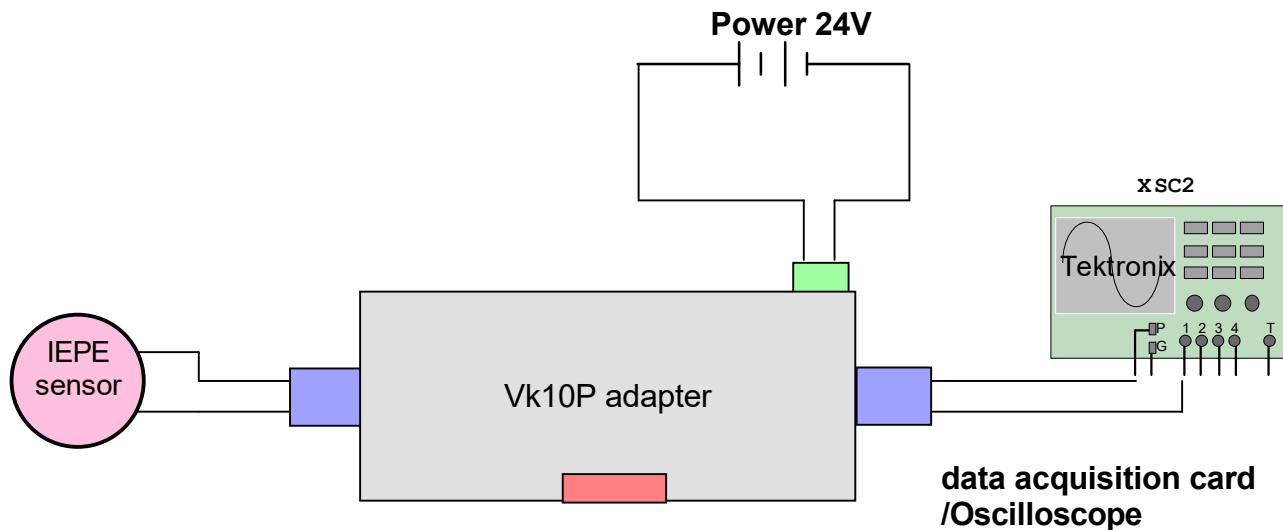 Power 24V
XSC2
Tektronix
P 1 2 3 4 T
G
IEPE
sensor
Vk10P adapter
data acquisition card
/Oscilloscope